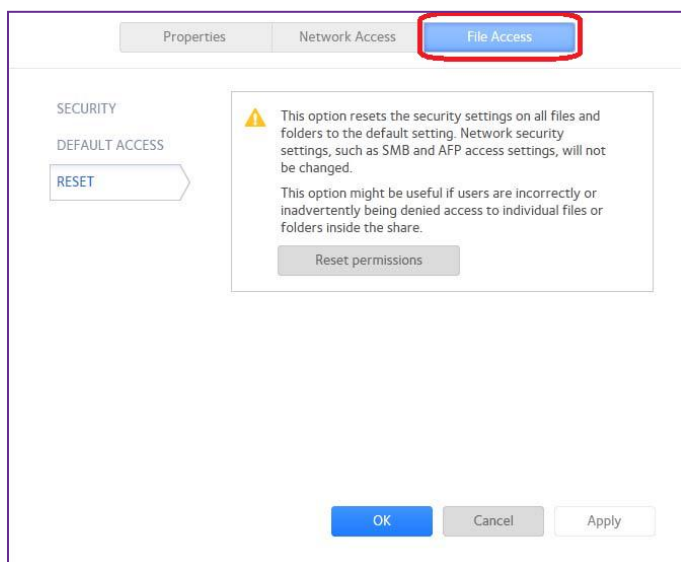 Properties
Network Access
File Access
SECURITY
DEFAULT ACCESS
RESET
This option resets the security settings on all files and
folders to the default setting. Network security
settings, such as SMB and AFP access settings, will not
be changed.
This option might be useful if users are incorrectly or
inadvertently being denied access to individual files or
folders inside the share.
Reset permissions
OK
Cancel
Apply